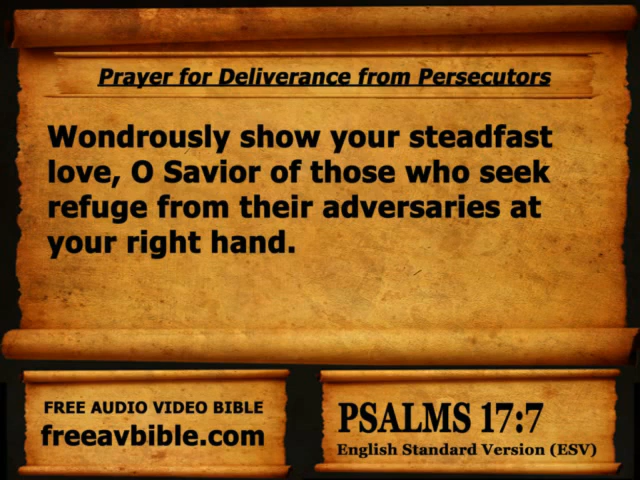 Prayer for Deliverance from Persecutors
Wondrously show your steadfast
love, O Savior of those who seek
refuge from their adversaries at
your right hand.
FREE AUDIO VIDEO BIBLE
freeavbible.com
PSALMS 17:7
English Standard Version (ESV)